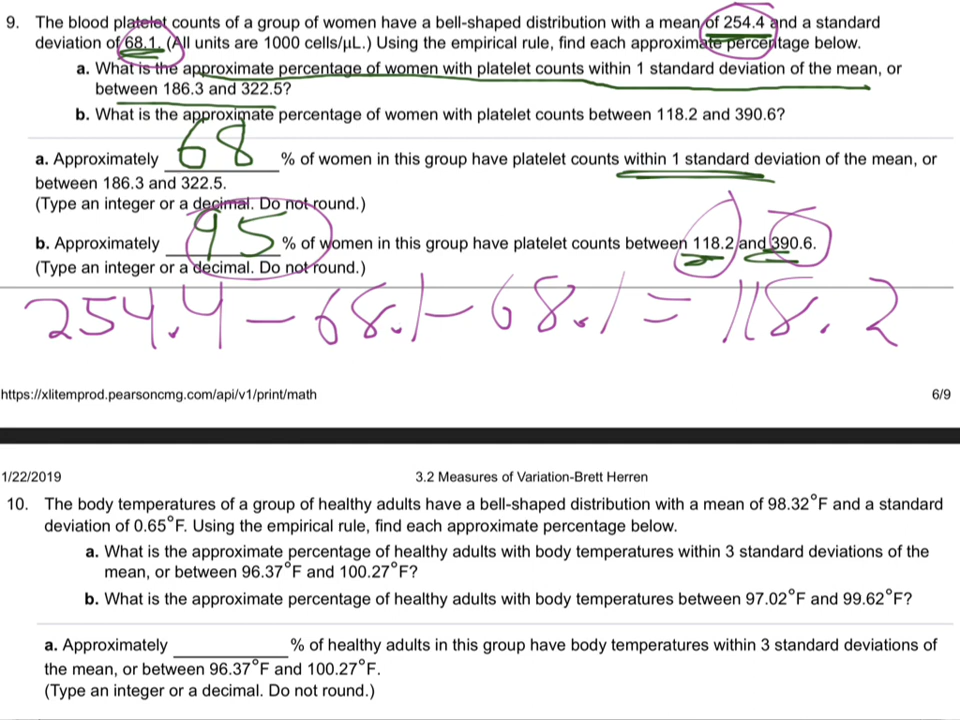 9. The blood platelet counts of a group of women have a bell-shaped distribution with a mean of 254.4 and a standard
deviation of 68.1. (All units are 1000 cells/μL.) Using the empirical rule, find each approximate percentage below.
a. What is the approximate percentage of women with platelet counts within 1 standard deviation of the mean, or
between 186.3 and 322.5?
b. What is the approximate percentage of women with platelet counts between 118.2 and 390.6?
a. Approximately 68 % of women in this group have platelet counts within 1 standard deviation of the mean, or
between 186.3 and 322.5.
(Type an integer or a decimal. Do not round.)
b. Approximately 95 % of women in this group have platelet counts between 118.2 and 390.6.
(Type an integer or a decimal. Do not round.)
254.4 - 68.1 - 68.1 = 118.2
https://xlitemprod.pearsoncmg.com/api/v1/print/math 6/9
1/22/2019 3.2 Measures of Variation-Brett Herren
10. The body temperatures of a group of healthy adults have a bell-shaped distribution with a mean of 98.32°F and a standard
deviation of 0.65°F. Using the empirical rule, find each approximate percentage below.
a. What is the approximate percentage of healthy adults with body temperatures within 3 standard deviations of the
mean, or between 96.37°F and 100.27°F?
b. What is the approximate percentage of healthy adults with body temperatures between 97.02°F and 99.62°F?
a. Approximately ____________ % of healthy adults in this group have body temperatures within 3 standard deviations of
the mean, or between 96.37°F and 100.27°F.
(Type an integer or a decimal. Do not round.)